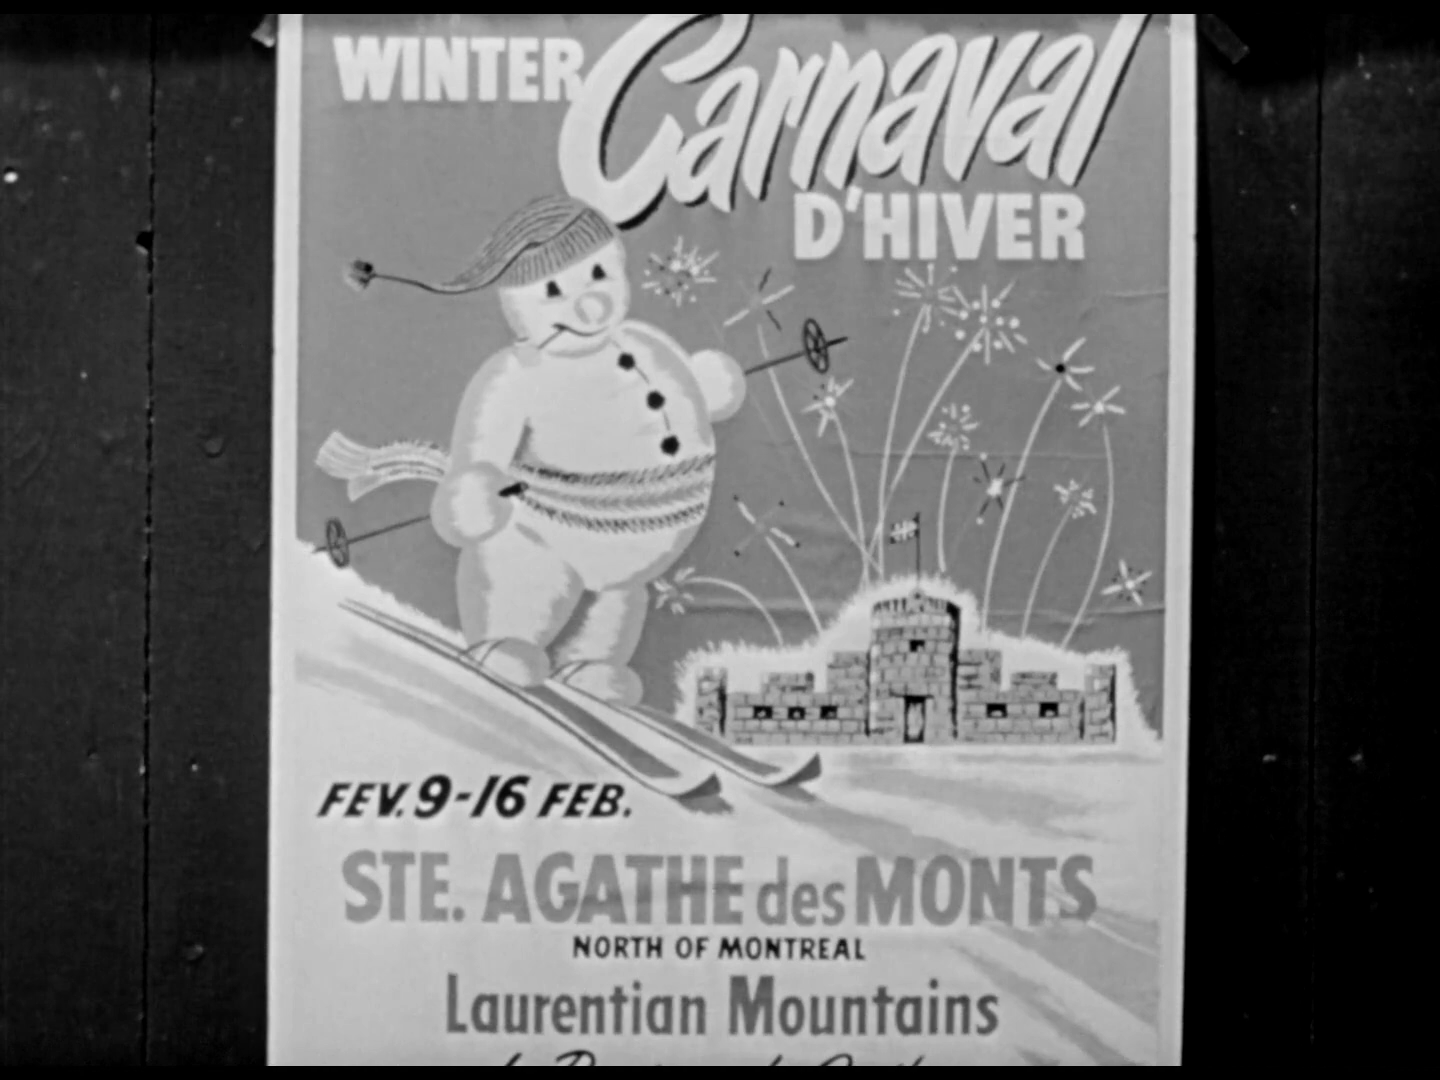 WINTER Carnaval
D'HIVER
FEV. 9-16 FEB.
STE. AGATHE des MONTS
NORTH OF MONTREAL
Laurentian Mountains